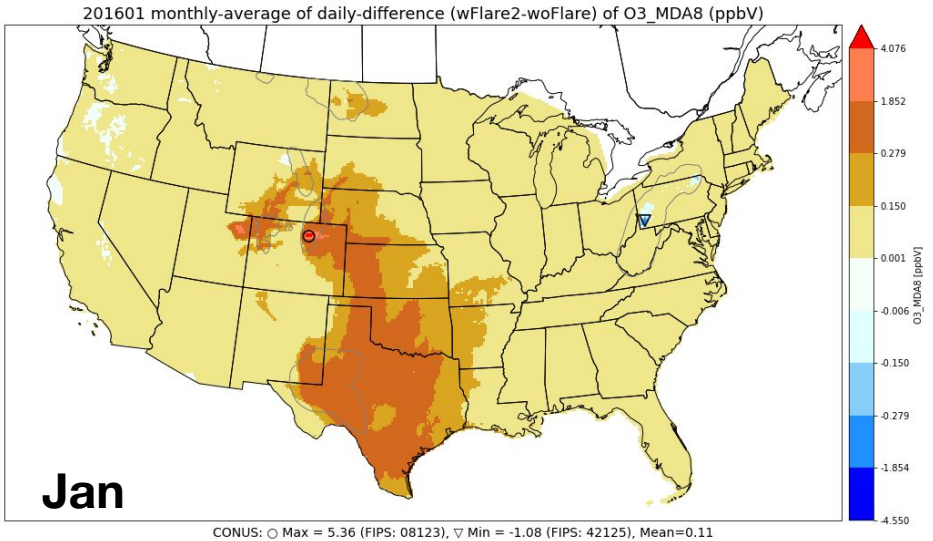 201601 monthly-average of daily-difference (wFlare2-woFlare) of O3_MDA8 (ppbV)
4.076
1.852
0.279
0.150
0.001
-0.006
-0.150
-0.279
-1.854
-4.550
O3_MDA8 [ppbV]
Jan
CONUS: ○ Max = 5.36 (FIPS: 08123), ▽ Min = -1.08 (FIPS: 42125), Mean=0.11